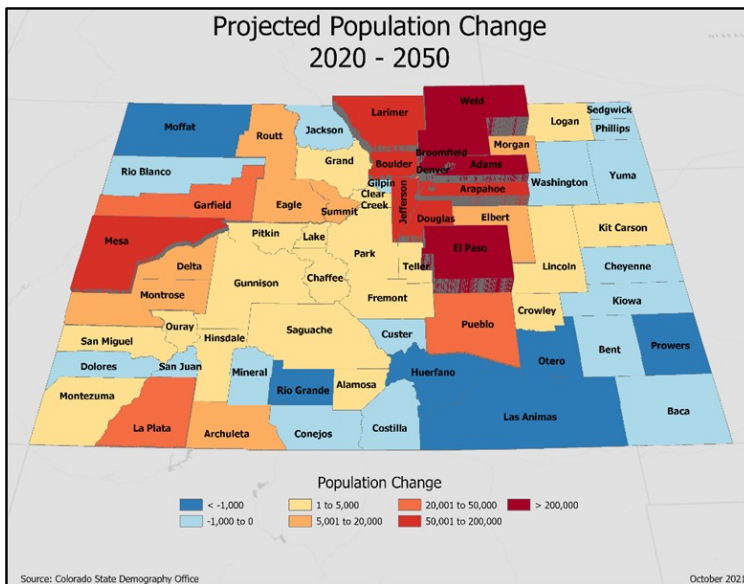 Projected Population Change
2020 - 2050
Moffat
Routt
Jackson
Larimer
Weld
Logan
Sedgwick
Phillips
Rio Blanco
Grand
Boulder
Broomfield
Morgan
Denver
Adams
Washington
Yuma
Garfield
Eagle
Summit
Gilpin
Clear
Creek
Jefferson
Arapahoe
Douglas
Elbert
Kit Carson
Mesa
Pitkin
Lake
Park
El Paso
Lincoln
Delta
Gunnison
Chaffee
Teller
Cheyenne
Montrose
Fremont
Kiowa
Ouray
Hinsdale
Saguache
Custer
Pueblo
Crowley
San Miguel
Dolores
San Juan
Mineral
Rio Grande
Alamosa
Huerfano
Otero
Bent
Prowers
Montezuma
La Plata
Archuleta
Conejos
Costilla
Las Animas
Baca
Population Change
< -1,000
1 to 5,000
20,001 to 50,000
> 200,000
-1,000 to 0
5,001 to 20,000
50,001 to 200,000
Source: Colorado State Demography Office
October 2021